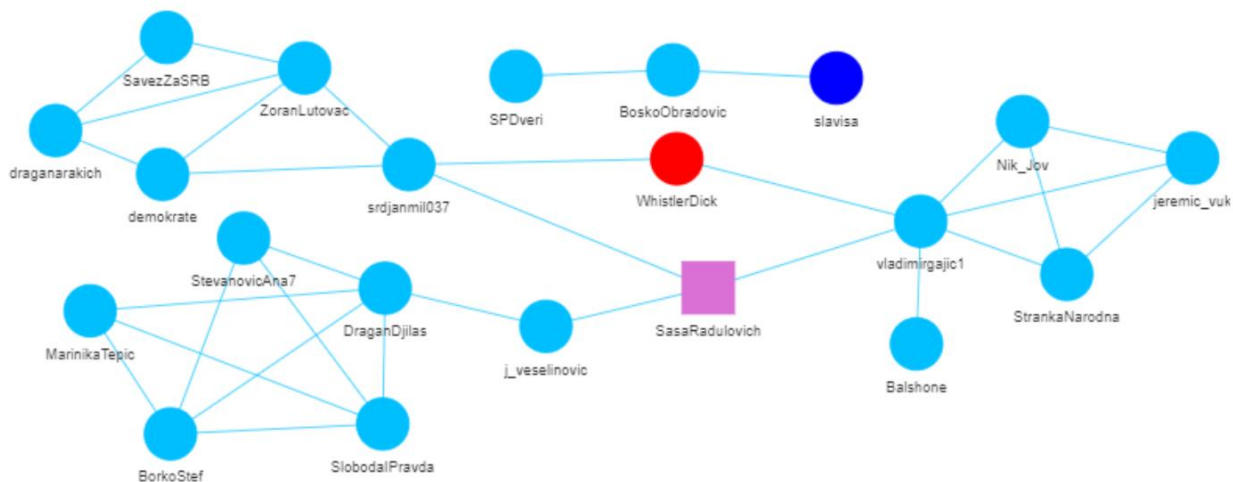 SavezZaSRB
ZoranLutovac
SPDveri
BoskoObradovic
slavisa
draganarakich
demokrate
srdjanmil037
WhistlerDick
Nik_Jov
jeremic_vuk
StevanovicAna7
vladimirgajic1
MarinikaTepic
DraganDjilas
j_veselinovic
SasaRadulovich
StrankaNarodna
Balshone
BorkoStef
SlobodaIPravda